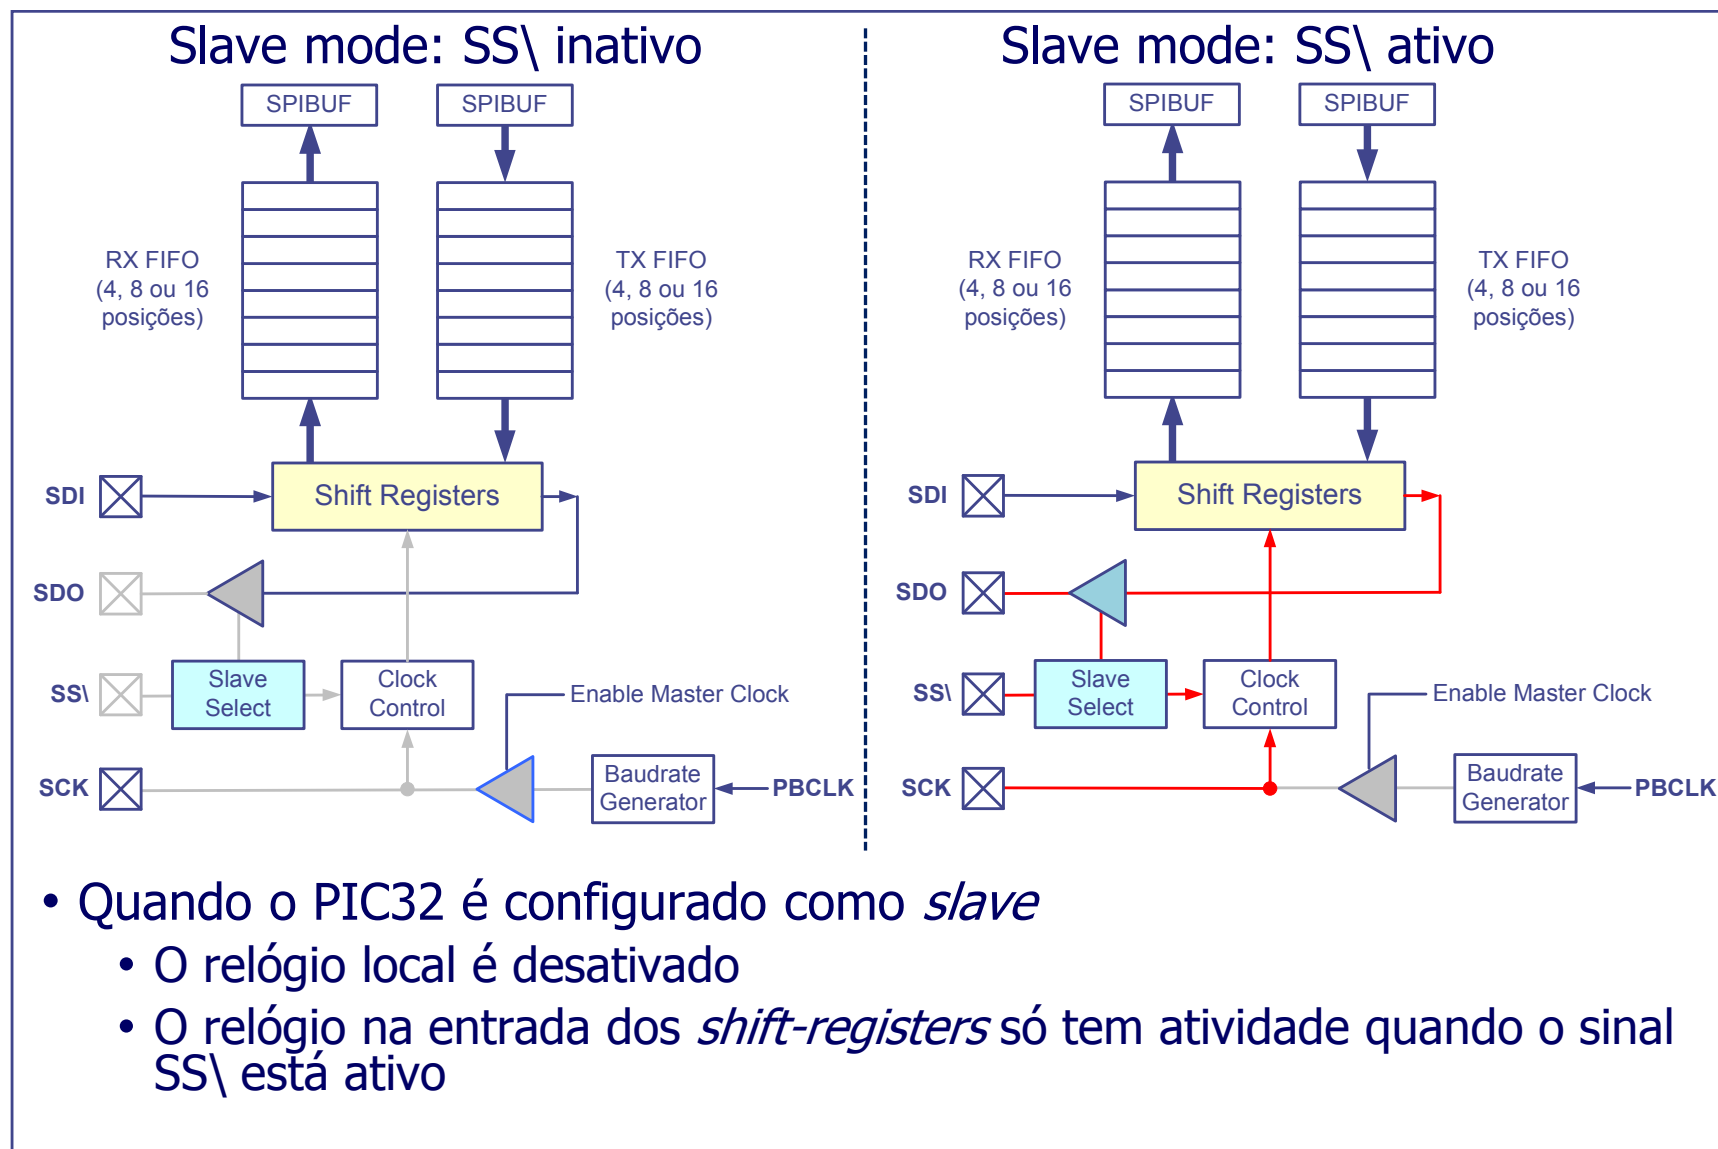 Slave mode: SS\ inativo
SPIBUF
SPIBUF
RX FIFO
(4, 8 ou 16
posições)
TX FIFO
(4, 8 ou 16
posições)
SDI
Shift Registers
SDO
SS\
Slave
Select
Clock
Control
Enable Master Clock
SCK
Baudrate
Generator
PBCLK
Slave mode: SS\ ativo
SPIBUF
SPIBUF
RX FIFO
(4, 8 ou 16
posições)
TX FIFO
(4, 8 ou 16
posições)
SDI
Shift Registers
SDO
SS\
Slave
Select
Clock
Control
Enable Master Clock
SCK
Baudrate
Generator
PBCLK
• Quando o PIC32 é configurado como slave
• O relógio local é desativado
• O relógio na entrada dos shift-registers só tem atividade quando o sinal
SS\ está ativo